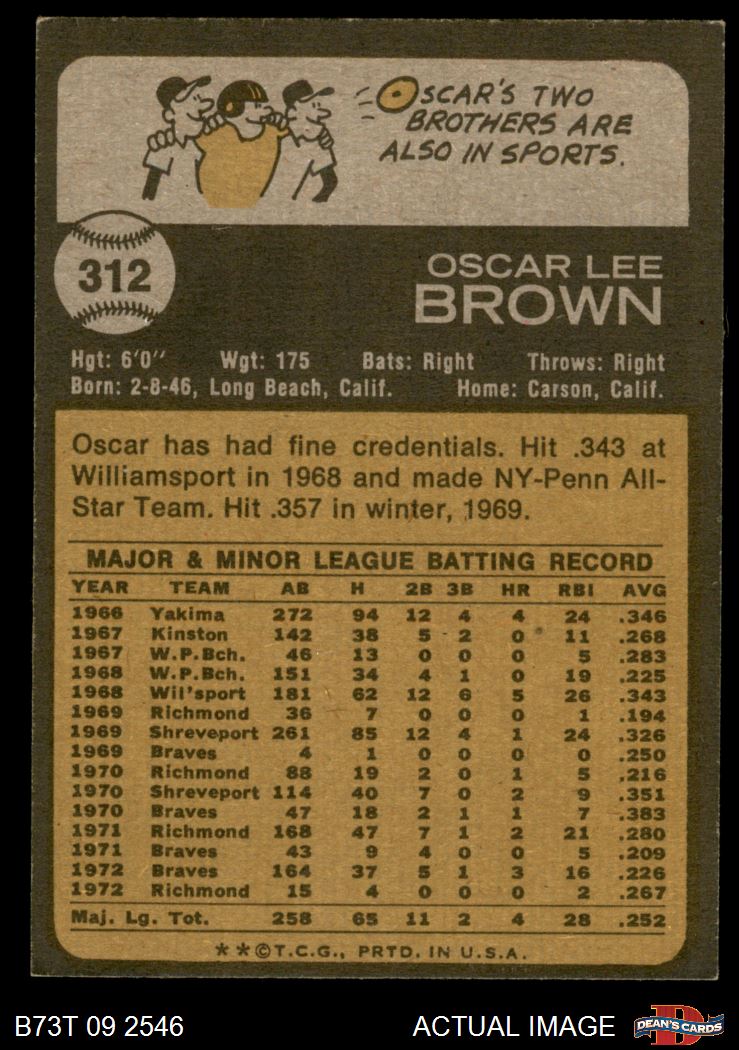 OSCAR'S TWO
BROTHERS ARE
ALSO IN SPORTS.
312
OSCAR LEE
BROWN
Hgt: 6'0" Wgt: 175 Bats: Right Throws: Right
Born: 2-8-46, Long Beach, Calif. Home: Carson, Calif.
Oscar has had fine credentials. Hit .343 at
Williamsport in 1968 and made NY-Penn All-
Star Team. Hit .357 in winter, 1969.
MAJOR & MINOR LEAGUE BATTING RECORD
YEAR TEAM AB H 2B 3B HR RBI AVG
1966 Yakima 272 94 12 4 4 24 .346
1967 Kinston 142 38 5 2 0 11 .268
1967 W.P.Bch. 46 13 0 0 0 5 .283
1968 W.P.Bch. 151 34 4 1 0 19 .225
1968 Wil'sport 181 62 12 6 5 26 .343
1969 Richmond 36 7 0 0 0 1 .194
1969 Shreveport 261 85 12 4 1 24 .326
1969 Braves 4 1 0 0 0 0 .250
1970 Richmond 88 19 2 0 1 5 .216
1970 Shreveport 114 40 7 0 2 9 .351
1970 Braves 47 18 2 1 1 7 .383
1971 Richmond 168 47 7 1 2 21 .280
1971 Braves 43 9 4 0 0 5 .209
1972 Braves 164 37 5 1 3 16 .226
1972 Richmond 15 4 0 0 0 2 .267
Maj. Lg. Tot. 258 65 11 2 4 28 .252
**©T.C.G., PRTD. IN U.S.A.
B73T 09 2546 ACTUAL IMAGE
D
DEAN'S CARDS